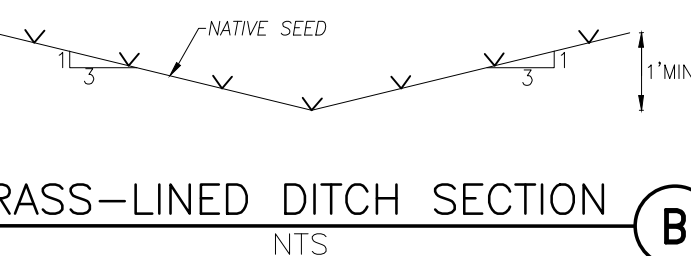 NATIVE SEED
1
3
3
1
1'MIN
RASS-LINED DITCH SECTION
B
NTS